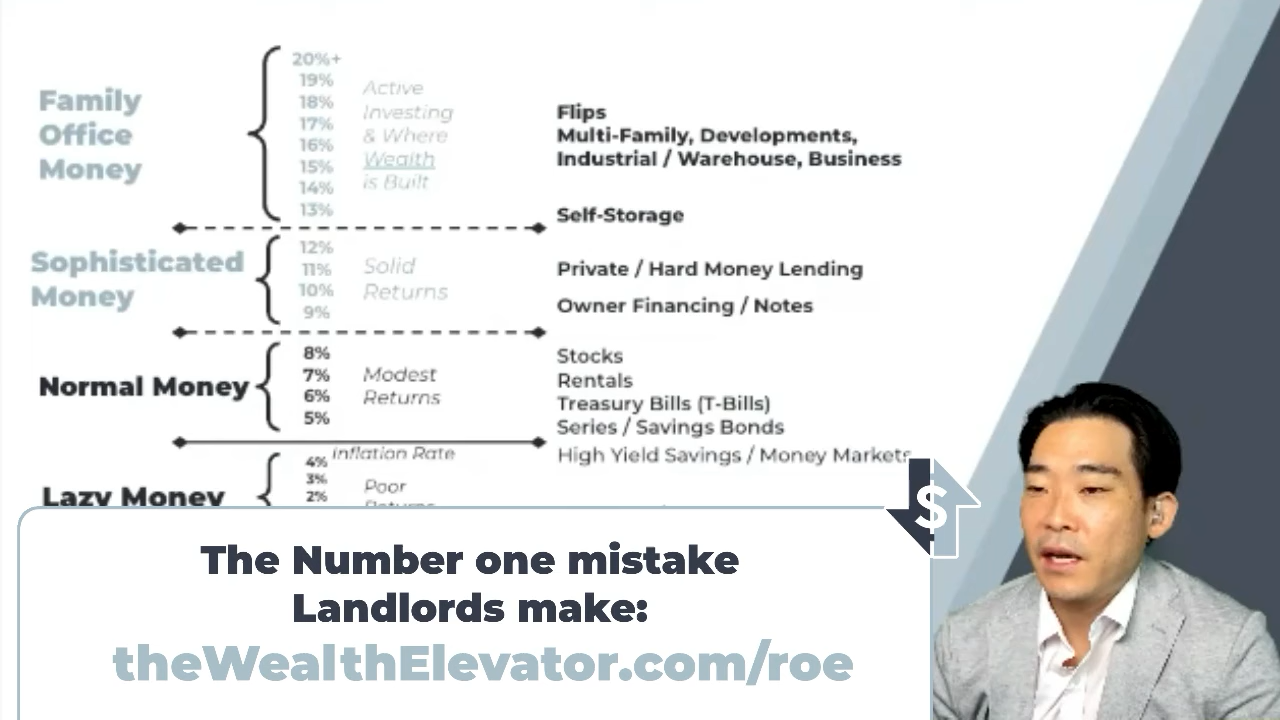 Family
Office
Money
20%+
19%
18%
17%
16%
15%
14%
13%
Active
Investing
& Where
Wealth
is Built
Flips
Multi-Family, Developments,
Industrial / Warehouse, Business
Self-Storage
Sophisticated
Money
12%
11%
10%
9%
Solid
Returns
Private / Hard Money Lending
Owner Financing / Notes
Normal Money
8%
7%
6%
5%
Modest
Returns
Stocks
Rentals
Treasury Bills (T-Bills)
Series / Savings Bonds
Inflation Rate
High Yield Savings / Money Markets
Lazy Money
4%
3%
2%
Poor
Returns
$
The Number one mistake
Landlords make:
theWealthElevator.com/roe